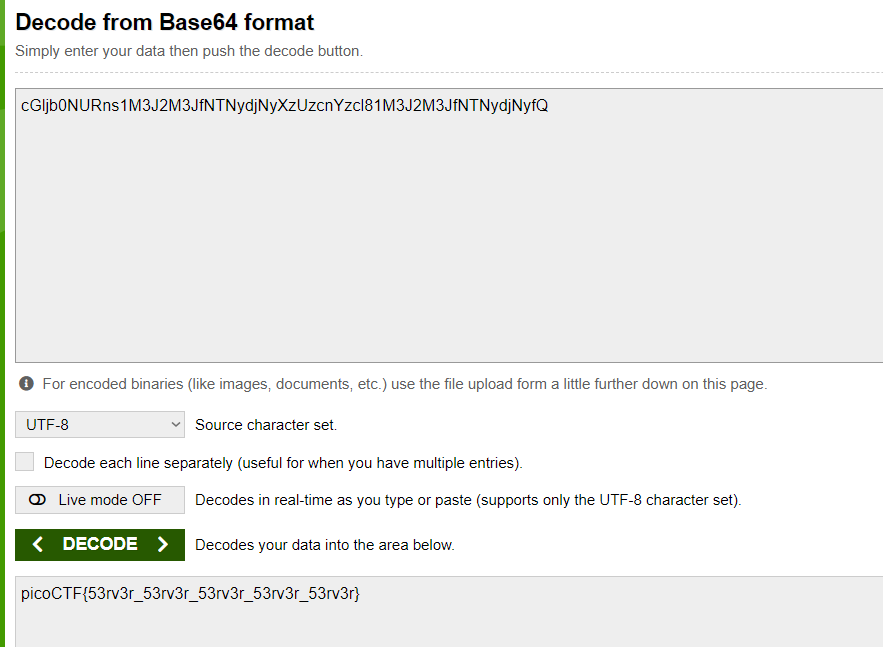 Decode from Base64 format
Simply enter your data then push the decode button.
cGljb0NURns1M3J2M3JfNTNydjNyXzUzcnYzcl81M3J2M3JfNTNydjNyfQ
For encoded binaries (like images, documents, etc.) use the file upload form a little further down on this page.
UTF-8 Source character set.
Decode each line separately (useful for when you have multiple entries).
Live mode OFF Decodes in real-time as you type or paste (supports only the UTF-8 character set).
DECODE Decodes your data into the area below.
picoCTF{53rv3r_53rv3r_53rv3r_53rv3r_53rv3r}